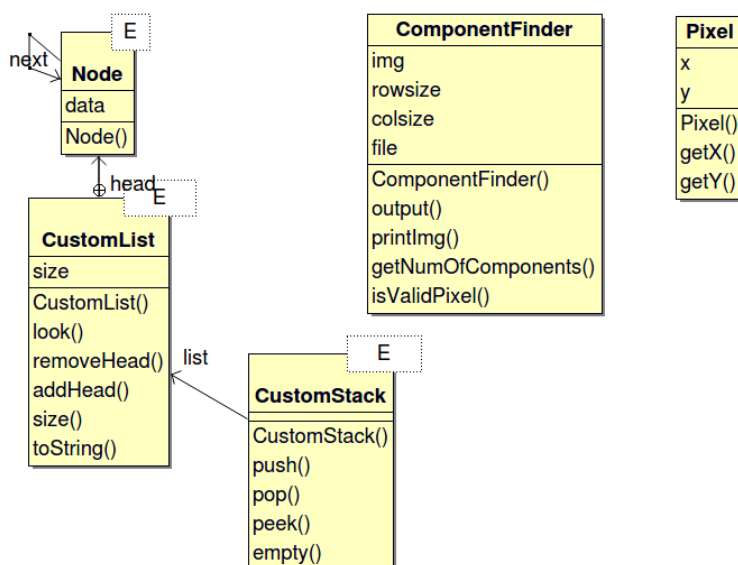 E
next
Node
data
Node()
head
E
CustomList
size
CustomList()
look()
removeHead()
addHead()
size()
toString()
list
E
CustomStack
CustomStack()
push()
pop()
peek()
empty()
ComponentFinder
img
rowsize
colsize
file
ComponentFinder()
output()
printImg()
getNumOfComponents()
isValidPixel()
Pixel
x
y
Pixel()
getX()
getY()